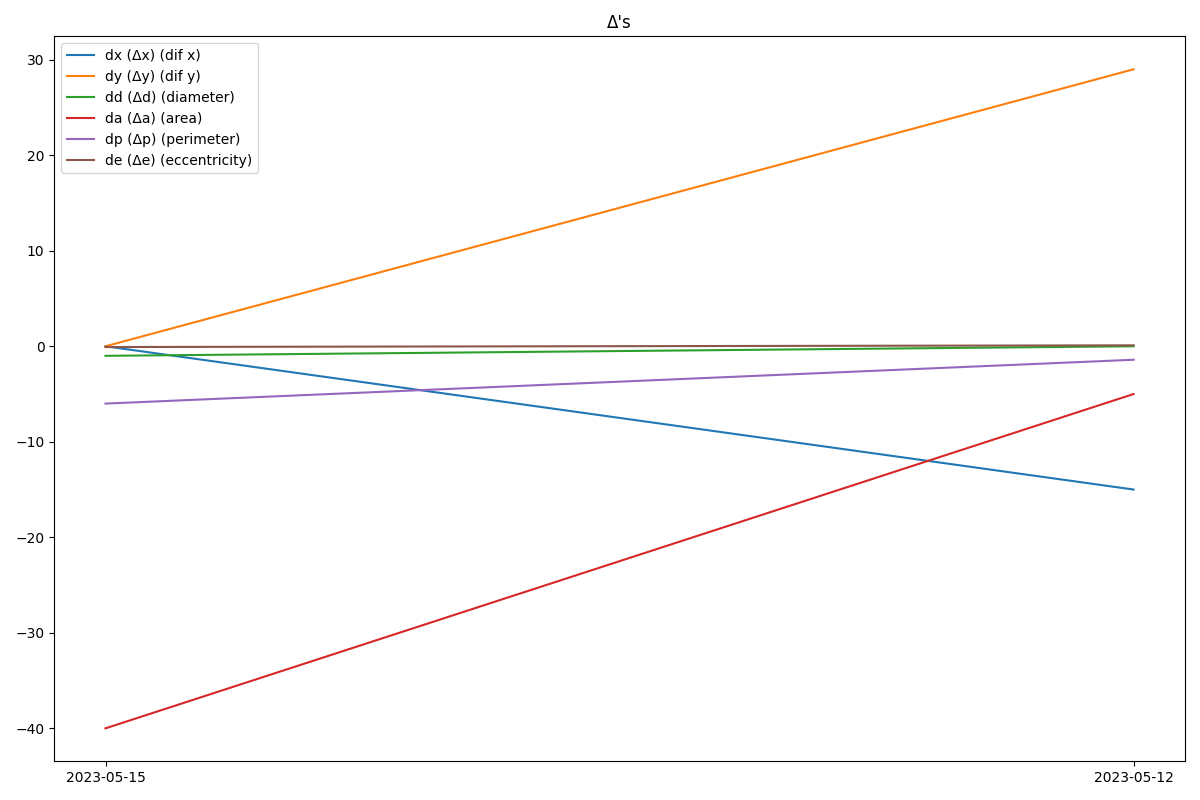 Δ's
dx (Δx) (dif x)
dy (Δy) (dif y)
dd (Δd) (diameter)
da (Δa) (area)
dp (Δp) (perimeter)
de (Δe) (eccentricity)
30
20
10
0
−10
−20
−30
−40
2023-05-15
2023-05-12